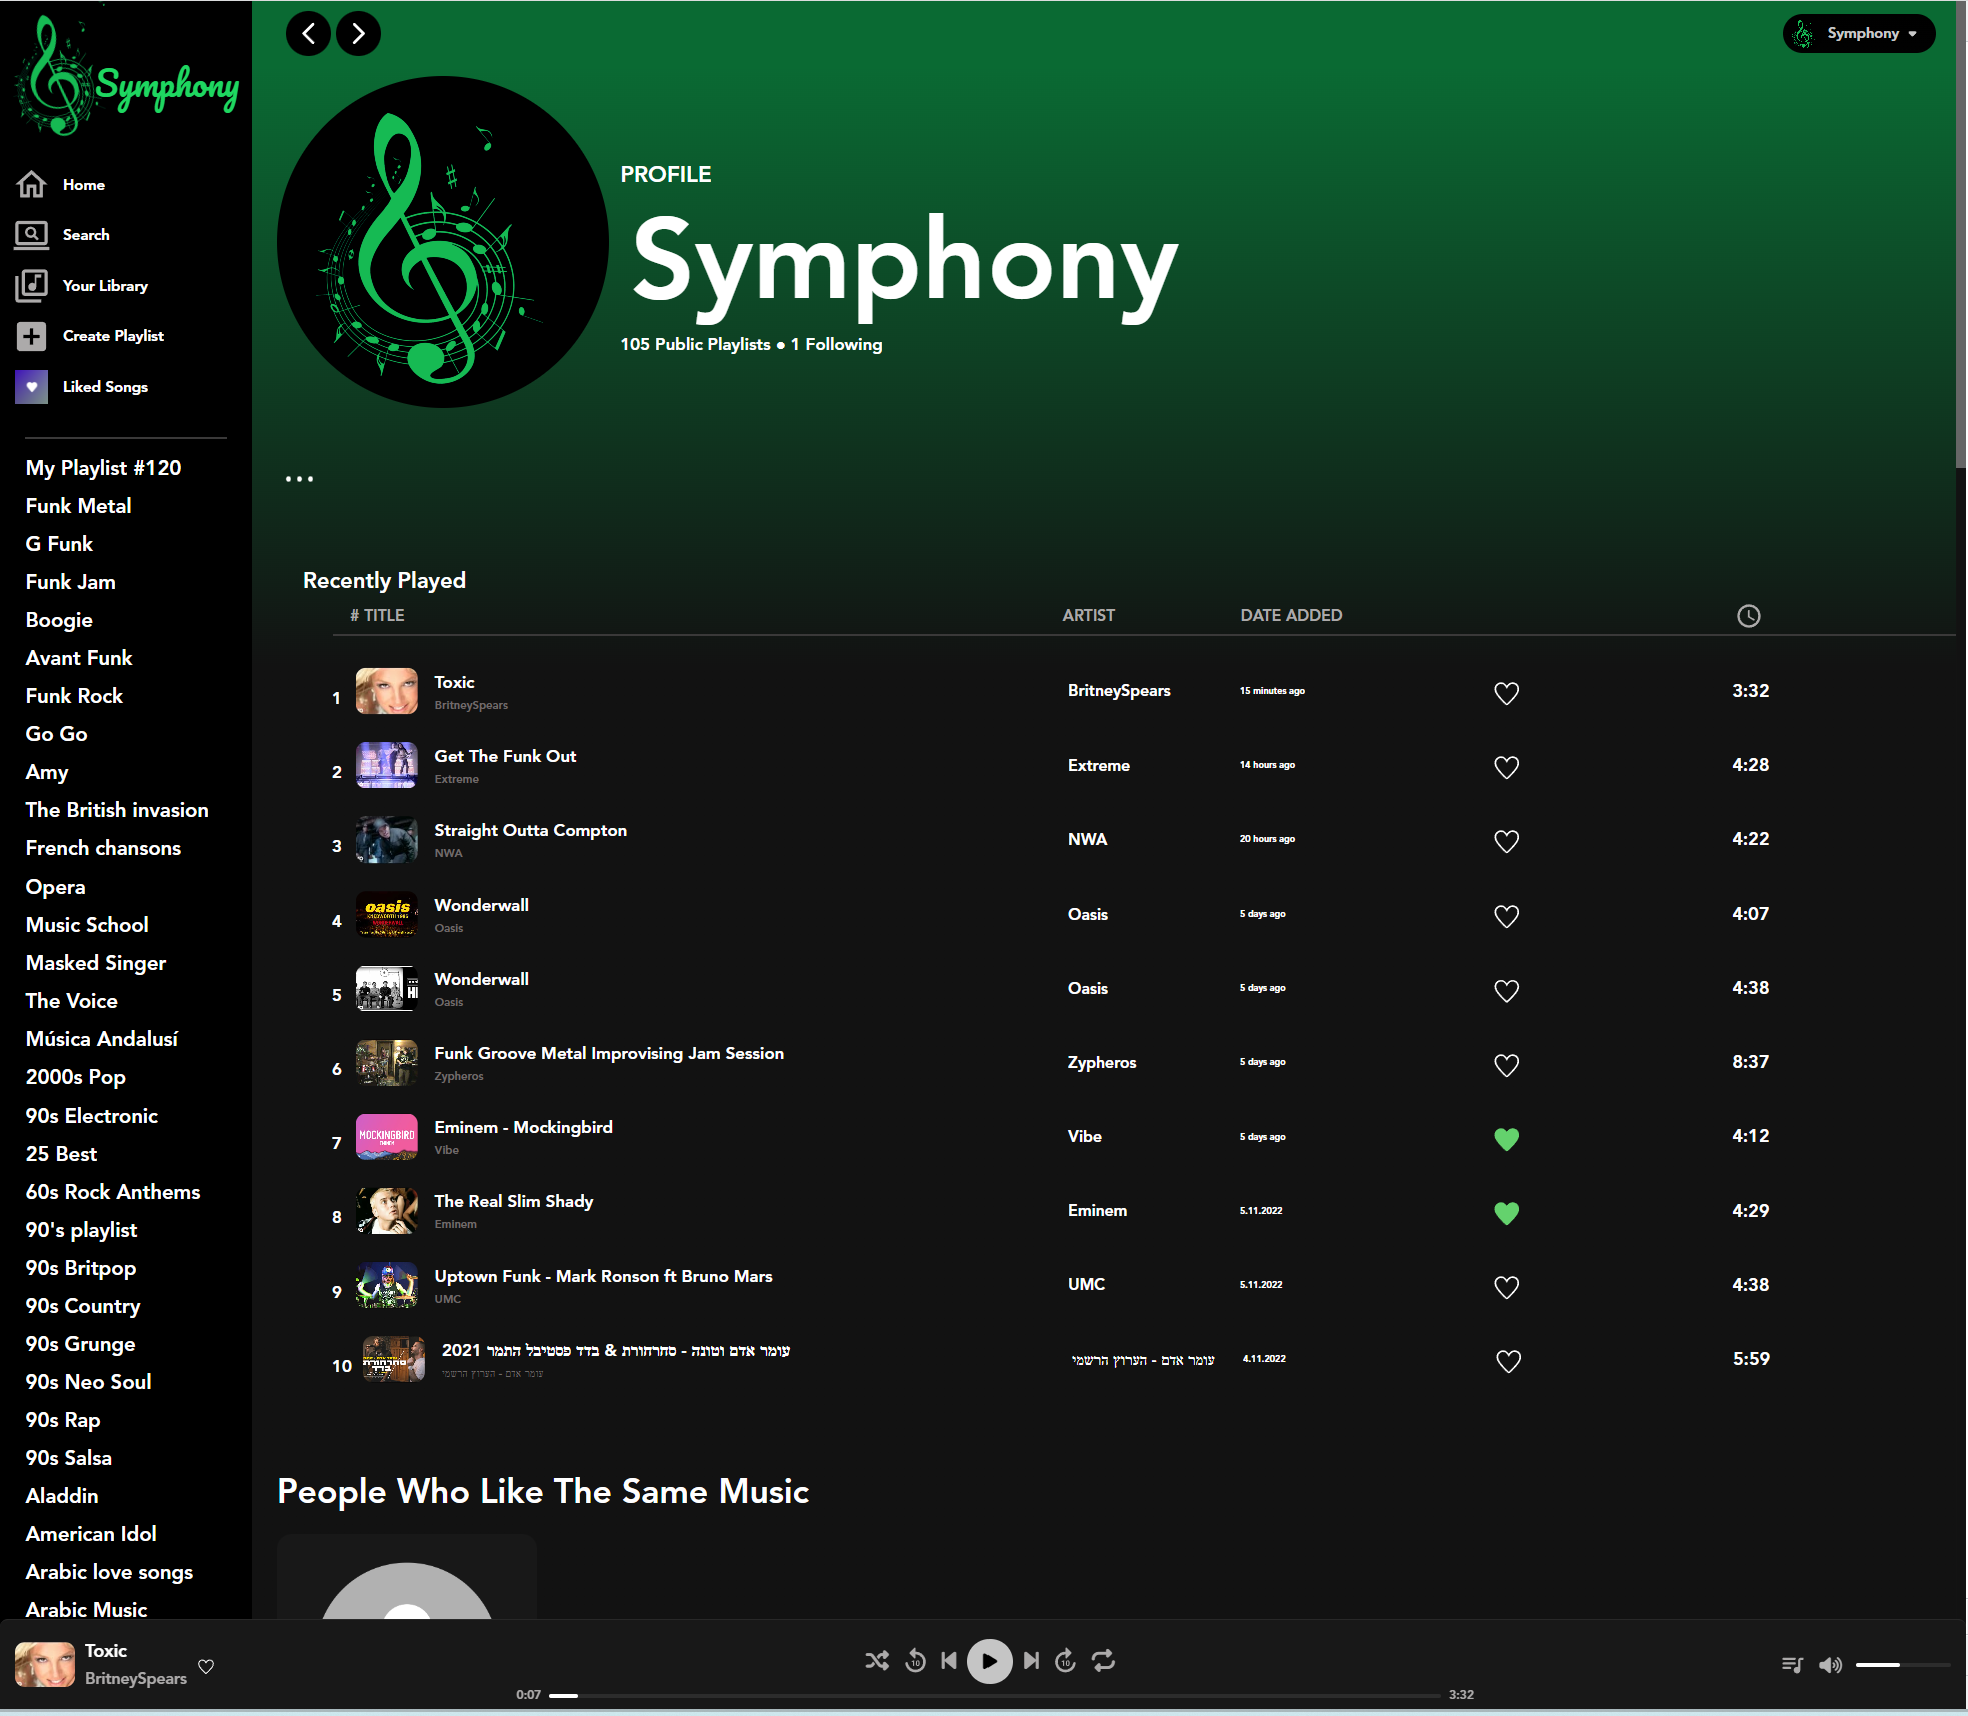 Symphony
Symphony
Home
Search
Your Library
Create Playlist
Liked Songs
My Playlist #120
Funk Metal
G Funk
Funk Jam
Boogie
Avant Funk
Funk Rock
Go Go
Amy
The British invasion
French chansons
Opera
Music School
Masked Singer
The Voice
Música Andalusí
2000s Pop
90s Electronic
25 Best
60s Rock Anthems
90's playlist
90s Britpop
90s Country
90s Grunge
90s Neo Soul
90s Rap
90s Salsa
Aladdin
American Idol
Arabic love songs
Arabic Music
PROFILE
Symphony
105 Public Playlists • 1 Following
Recently Played
# TITLE ARTIST DATE ADDED
1 Toxic BritneySpears BritneySpears 15 minutes ago 3:32
2 Get The Funk Out Extreme Extreme 14 hours ago 4:28
3 Straight Outta Compton NWA NWA 20 hours ago 4:22
oasis
4 Wonderwall Oasis Oasis 5 days ago 4:07
5 Wonderwall Oasis Oasis 5 days ago 4:38
6 Funk Groove Metal Improvising Jam Session Zypheros Zypheros 5 days ago 8:37
MOCKINGBIRD
7 Eminem - Mockingbird Vibe Vibe 5 days ago 4:12
8 The Real Slim Shady Eminem Eminem 5.11.2022 4:29
9 Uptown Funk - Mark Ronson ft Bruno Mars UMC UMC 5.11.2022 4:38
10 עומר אדם וטונה - סחרחורת & בדד פסטיבל התמר 2021 עומר אדם - הערוץ הרשמי עומר אדם - הערוץ הרשמי 4.11.2022 5:59
People Who Like The Same Music
Toxic
BritneySpears
10 10
0:07 3:32